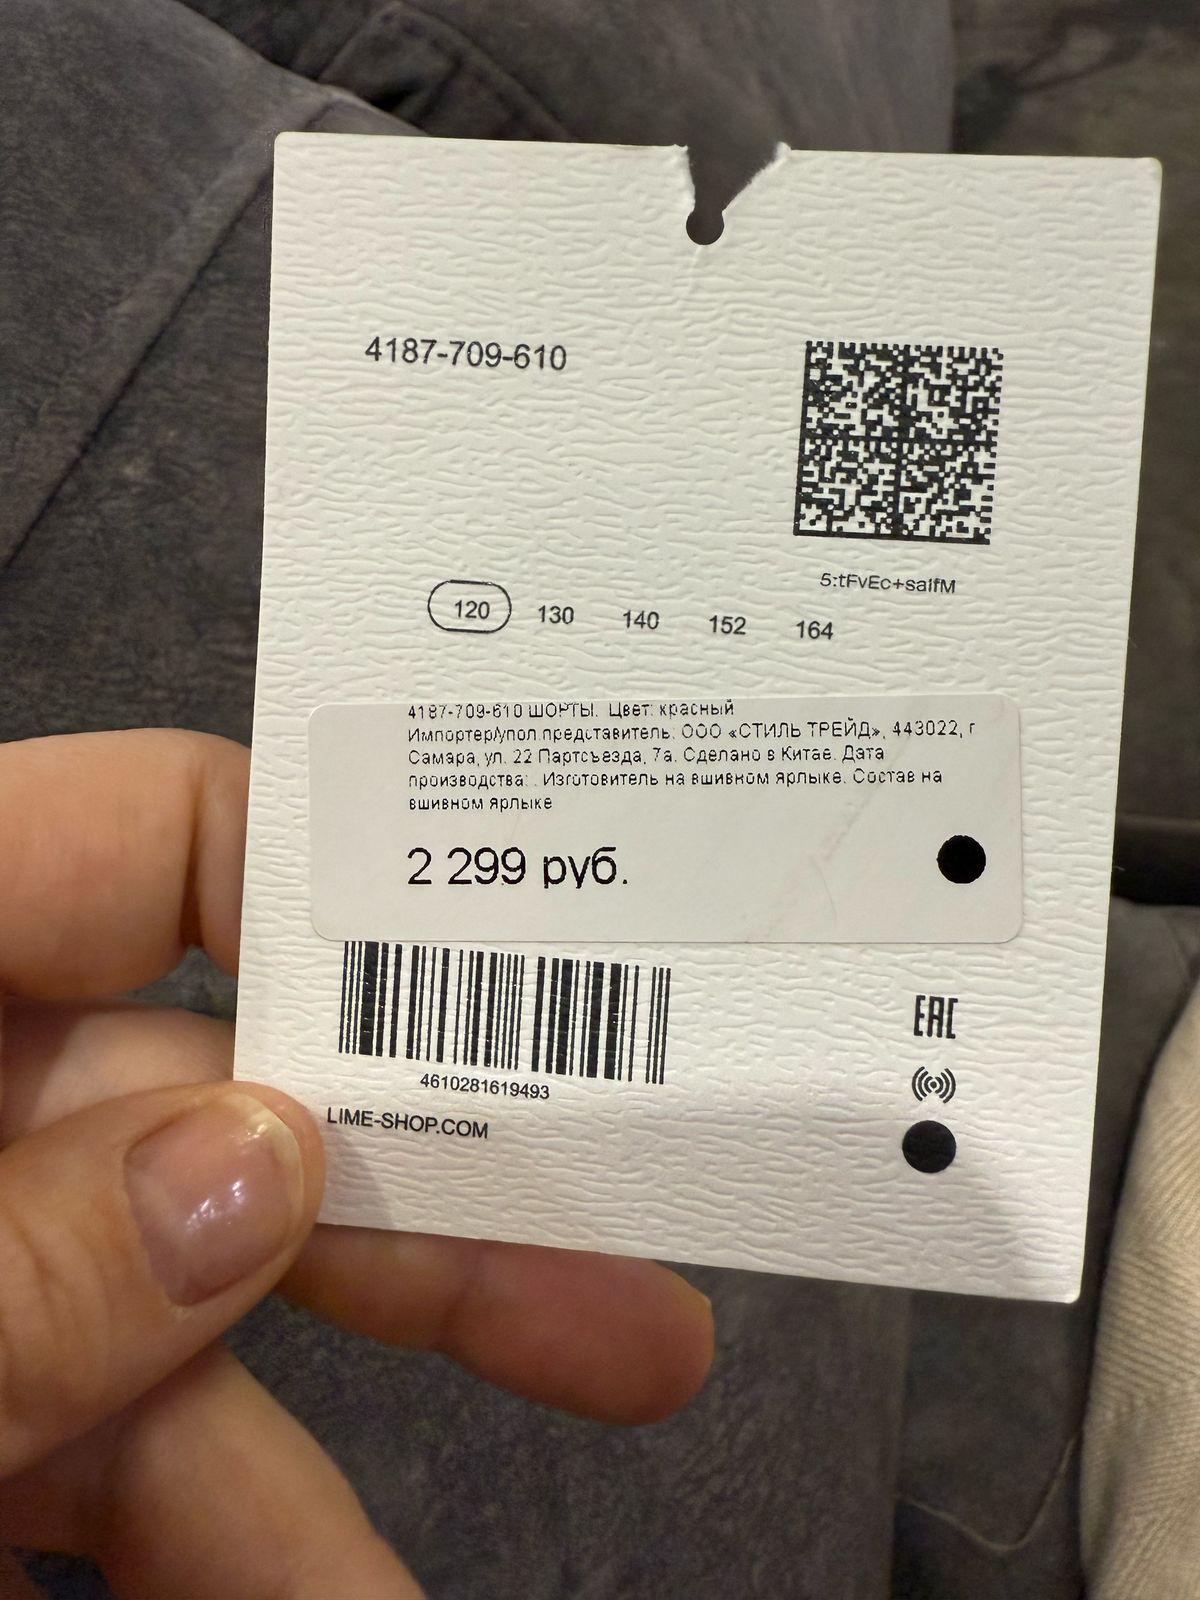 4187-709-610
5:tFvEc+saIfM
120 130 140 152 164
4187-709-610 ШОРТЫ. Цвет: красный
Импортер/упол.представитель: ООО «СТИЛЬ ТРЕЙД», 443022, г
Самара, ул. 22 Партсъезда, 7а. Сделано в Китае. Дата
производства: . Изготовитель на вшивном ярлыке. Состав на
вшивном ярлыке
2 299 руб.
EAC
4610281619493
LIME-SHOP.COM